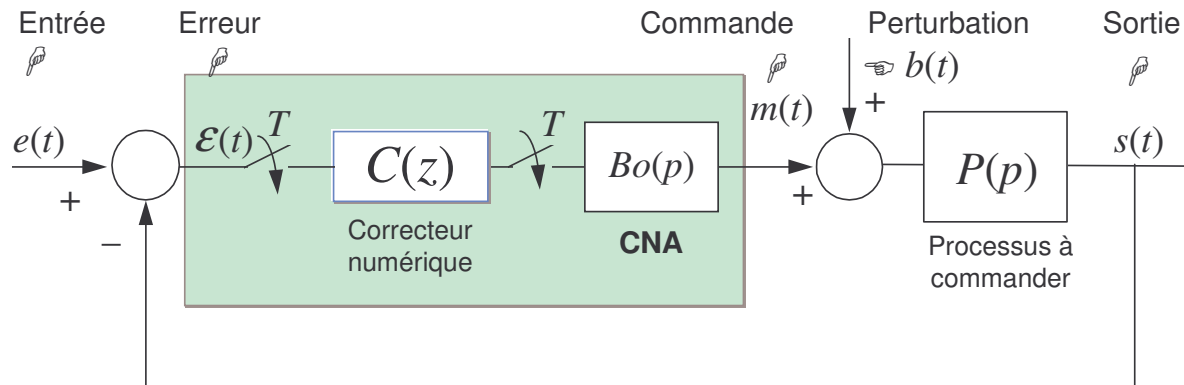 Entrée
Erreur
Commande
Perturbation
Sortie
b(t)
m(t)
+
e(t)
ε(t)
T
C(z)
T
Bo(p)
P(p)
s(t)
+
+
−
Correcteur
numérique
CNA
Processus à
commander